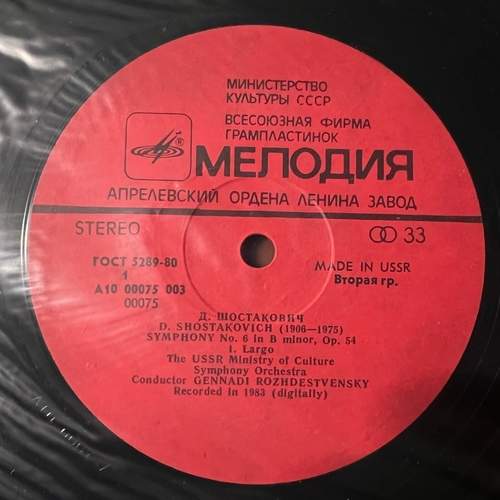 МИНИСТЕРСТВО
КУЛЬТУРЫ СССР
ВСЕСОЮЗНАЯ ФИРМА
ГРАМПЛАСТИНОК
®
МЕЛОДИЯ
АПРЕЛЕВСКИЙ ОРДЕНА ЛЕНИНА ЗАВОД
STEREO
33
ГОСТ 5289-80
1
А10 00075 003
00075
MADE IN USSR
Вторая гр.
Д. ШОСТАКОВИЧ
D. SHOSTAKOVICH (1906—1975)
SYMPHONY No. 6 in B minor, Op. 54
1. Largo
The USSR Ministry of Culture
Symphony Orchestra
Conductor GENNADI ROZHDESTVENSKY
Recorded in 1983 (digitally)